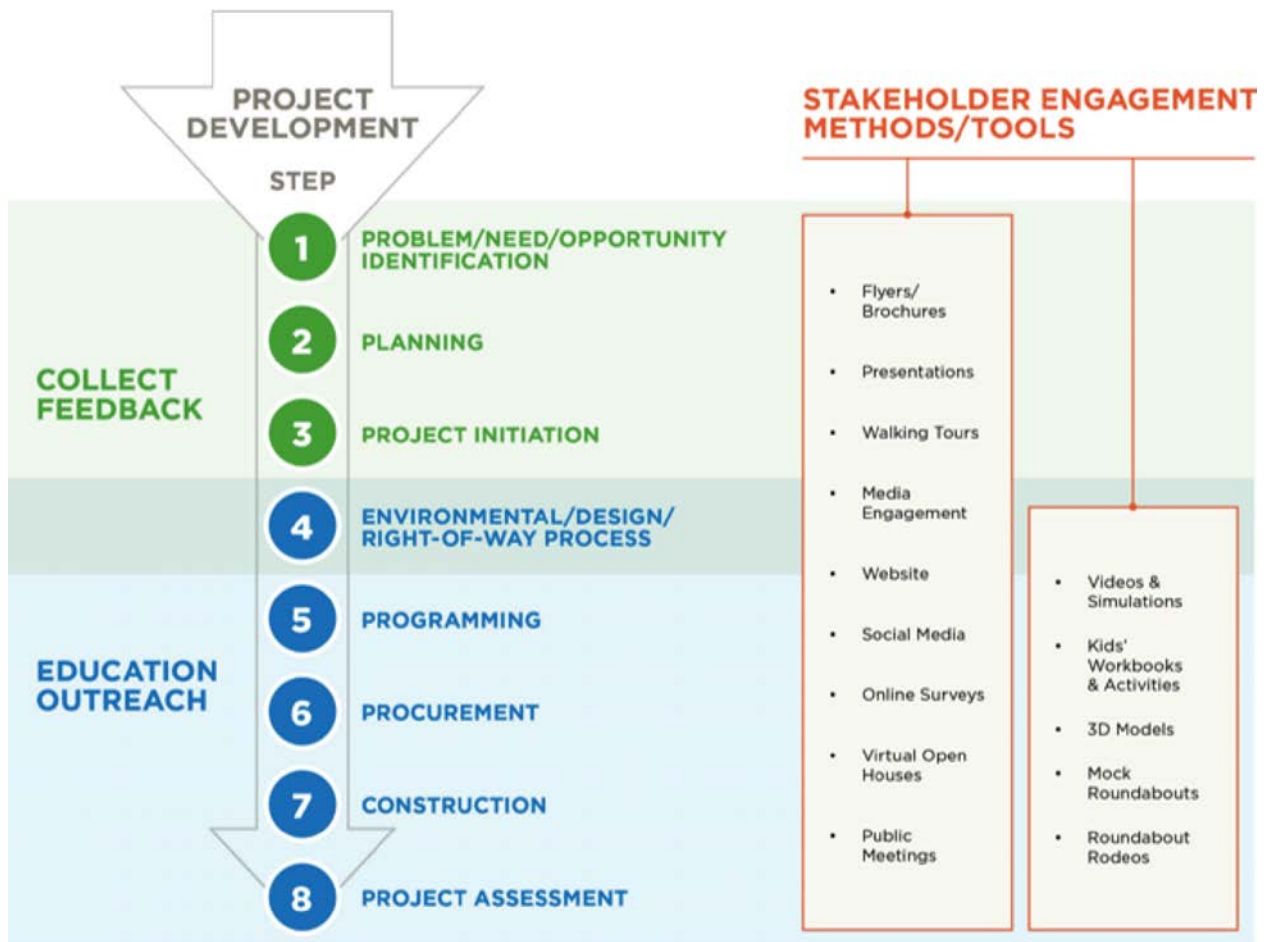 PROJECT
DEVELOPMENT
STEP
STAKEHOLDER ENGAGEMENT
METHODS/TOOLS
COLLECT
FEEDBACK
1
PROBLEM/NEED/OPPORTUNITY
IDENTIFICATION
2
PLANNING
3
PROJECT INITIATION
4
ENVIRONMENTAL/DESIGN/
RIGHT-OF-WAY PROCESS
EDUCATION
OUTREACH
5
PROGRAMMING
6
PROCUREMENT
7
CONSTRUCTION
8
PROJECT ASSESSMENT
• Flyers/
Brochures
• Presentations
• Walking Tours
• Media
Engagement
• Website
• Social Media
• Online Surveys
• Virtual Open
Houses
• Public
Meetings
• Videos &
Simulations
• Kids'
Workbooks
& Activities
• 3D Models
• Mock
Roundabouts
• Roundabout
Rodeos